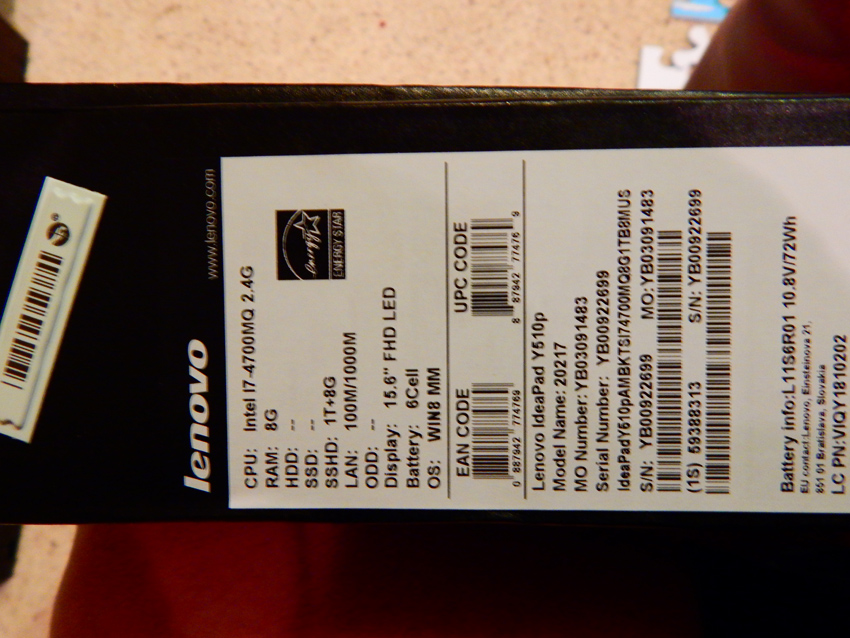 www.lenovo.com
lenovo
CPU: Intel I7-4700MQ 2.4G
RAM: 8G
HDD: --
SSD: --
SSHD: 1T+8G
LAN: 100M/1000M
ODD: --
Display: 15.6" FHD LED
Battery: 6Cell
OS: WIN8 MM
energy
ENERGY STAR
EAN CODE
0 887942 774769
UPC CODE
8 87942 77476 9
Lenovo IdeaPad Y510p
Model Name: 20217
MO Number: YB03091483
Serial Number: YB00922699
IdeaPadY510pAMBKTSI74700MQ8G1TB8MUS
S/N: YB00922699 MO: YB03091483
(1S) 59388313 S/N: YB00922699
Battery info:L11S6R01 10.8V/72Wh
EU contact:Lenovo, Einsteinova 21,
851 01 Bratislava, Slovakia
LC PN:VIQY1810202